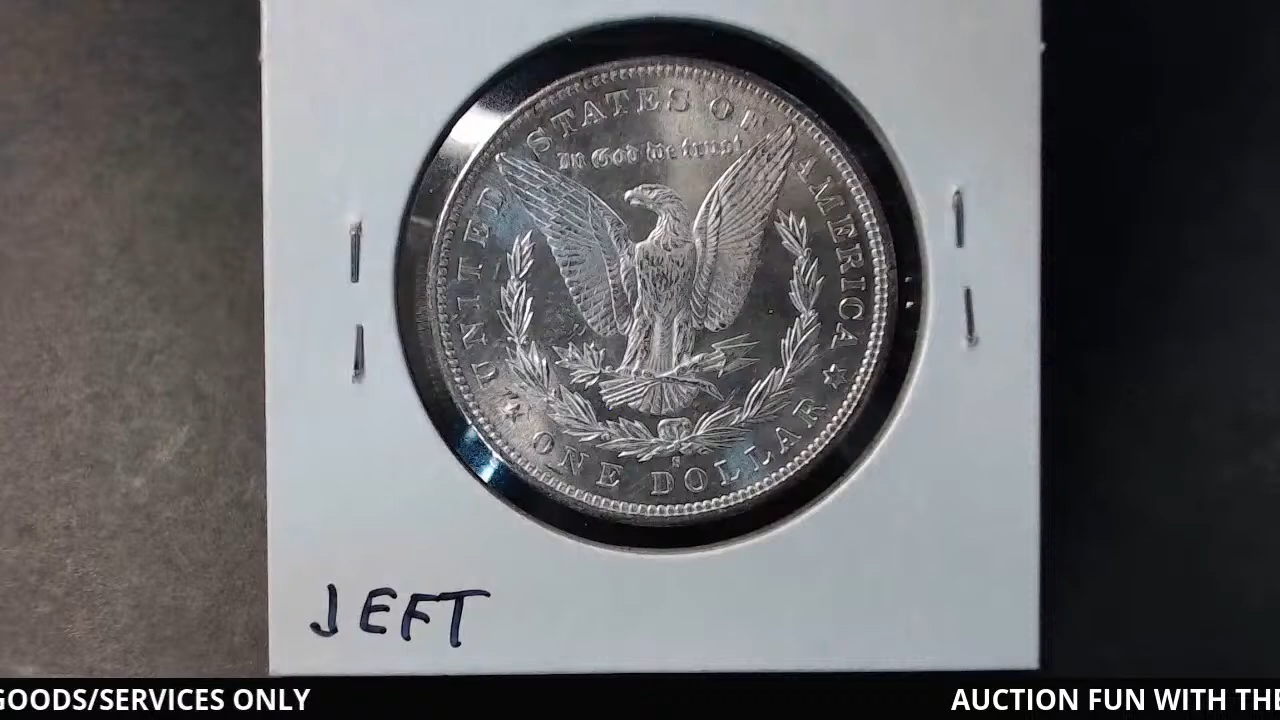 UNITED STATES OF AMERICA
In God we trust
S
ONE DOLLAR
JEFT
GOODS/SERVICES ONLY
AUCTION FUN WITH THE